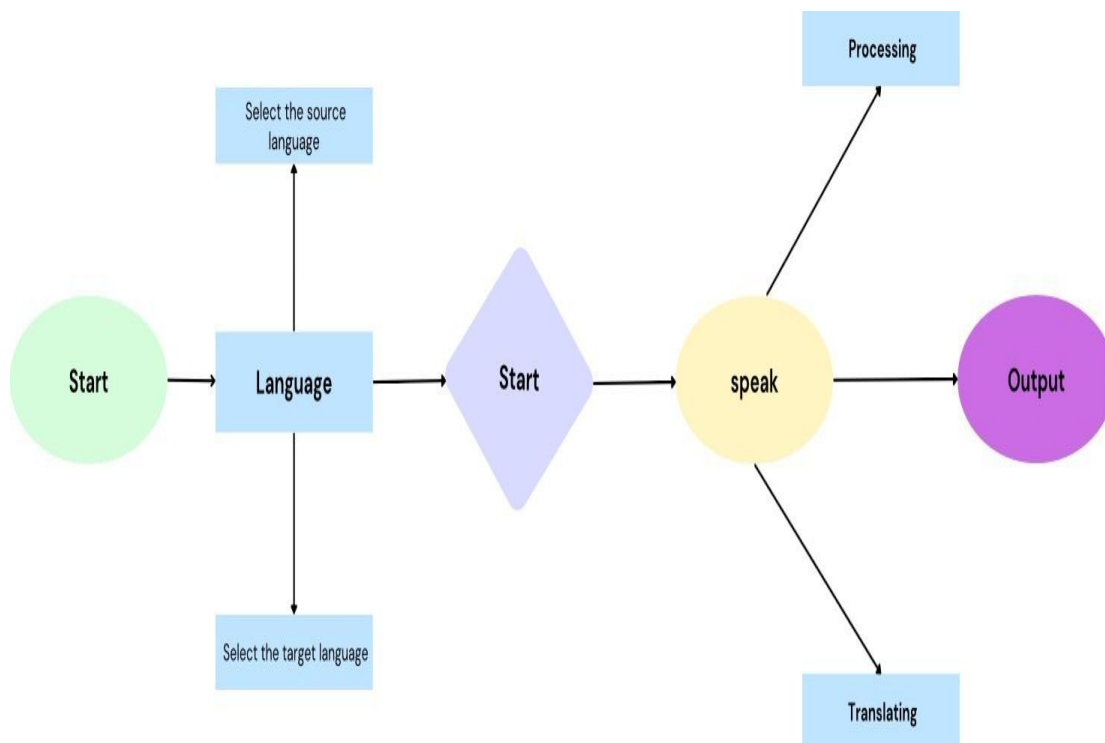 Processing
Select the source
language
Start
Language
Start
speak
Output
Select the target language
Translating